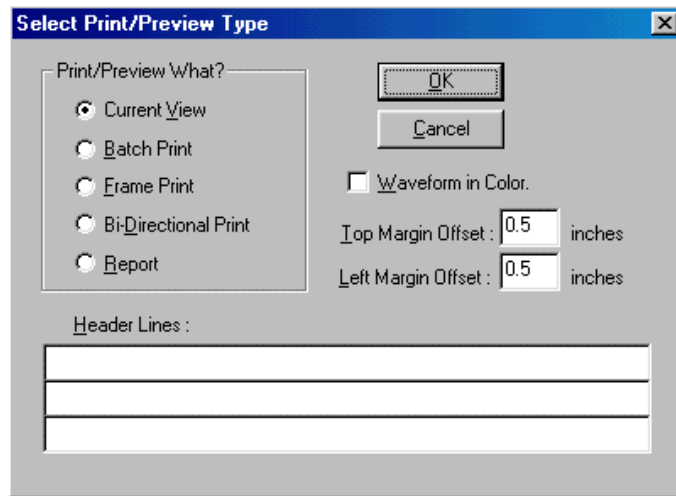 Select Print/Preview Type
Print/Preview What?
Current View
Batch Print
Frame Print
Bi-Directional Print
Report
OK
Cancel
Waveform in Color.
Top Margin Offset : 0.5 inches
Left Margin Offset : 0.5 inches
Header Lines :